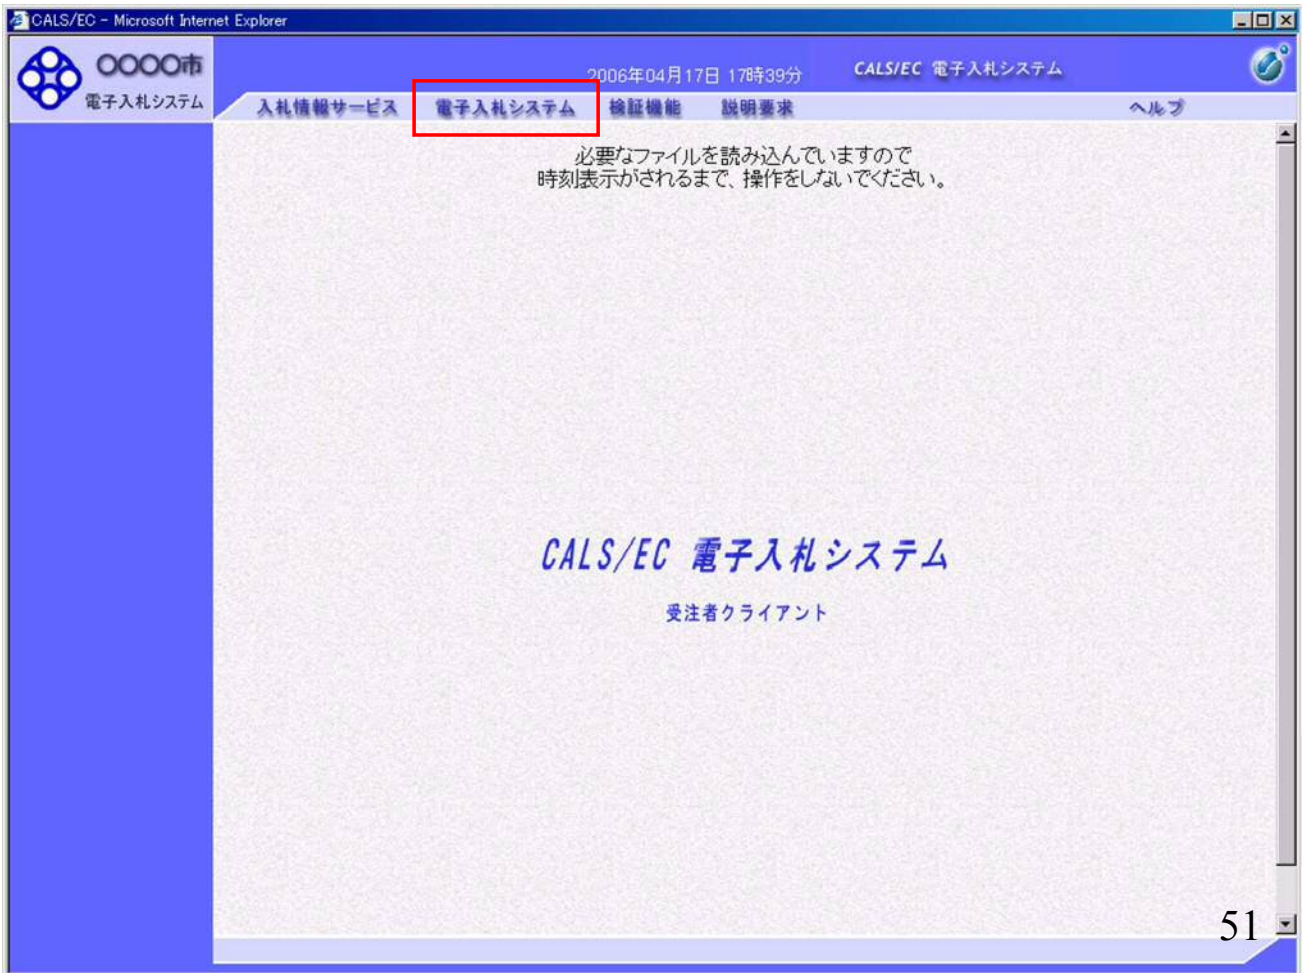 CALS/EC - Microsoft Internet Explorer
〇〇〇〇市
電子入札システム
2006年04月17日 17時39分
CALS/EC 電子入札システム
入札情報サービス 電子入札システム 検証機能 説明要求 ヘルプ
必要なファイルを読み込んでいますので
時刻表示がされるまで、操作をしないでください。
CALS/EC 電子入札システム
受注者クライアント
51